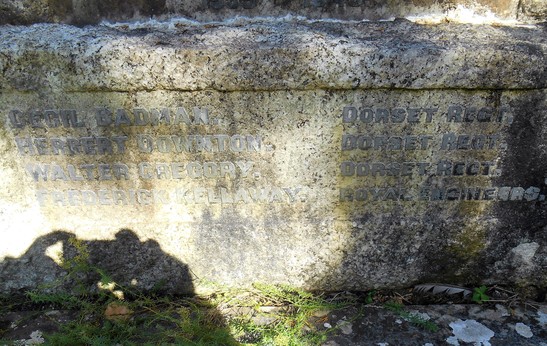 CECIL BADMAN. DORSET REGT.
HERBERT DOWNTON. DORSET REGT.
WALTER GREGORY. DORSET REGT.
FREDERICK KELLAWAY. ROYAL ENGINEERS.